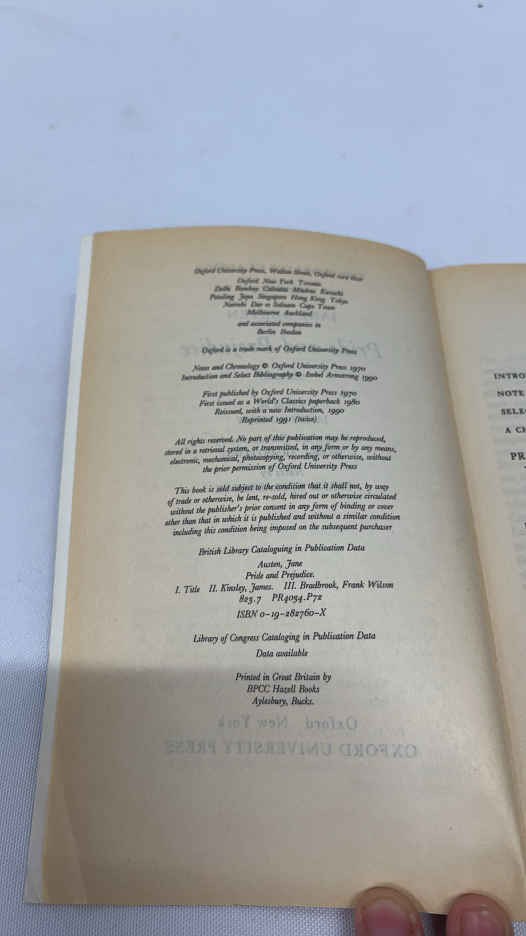 Oxford University Press, Walton Street, Oxford OX2 6DP
Oxford New York Toronto
Delhi Bombay Calcutta Madras Karachi
Petaling Jaya Singapore Hong Kong Tokyo
Nairobi Dar es Salaam Cape Town
Melbourne Auckland
and associated companies in
Berlin Ibadan
Oxford is a trade mark of Oxford University Press
Notes and Chronology © Oxford University Press 1970
Introduction and Select Bibliography © Isobel Armstrong 1990
First published by Oxford University Press 1970
First issued as a World's Classics paperback 1980
Reissued, with a new Introduction, 1990
Reprinted 1991 (twice)
All rights reserved. No part of this publication may be reproduced,
stored in a retrieval system, or transmitted, in any form or by any means,
electronic, mechanical, photocopying, recording, or otherwise, without
the prior permission of Oxford University Press
This book is sold subject to the condition that it shall not, by way
of trade or otherwise, be lent, re-sold, hired out or otherwise circulated
without the publisher's prior consent in any form of binding or cover
other than that in which it is published and without a similar condition
including this condition being imposed on the subsequent purchaser
British Library Cataloguing in Publication Data
Austen, Jane
Pride and Prejudice.
I. Title II. Kinsley, James. III. Bradbrook, Frank Wilson
823.7 PR4034.P72
ISBN 0-19-282760-X
Library of Congress Cataloging in Publication Data
Data available
Printed in Great Britain by
BPCC Hazell Books
Aylesbury, Bucks.
Oxford New York
OXFORD UNIVERSITY PRESS
INTRO
NOTE
SELE
A CH
PR